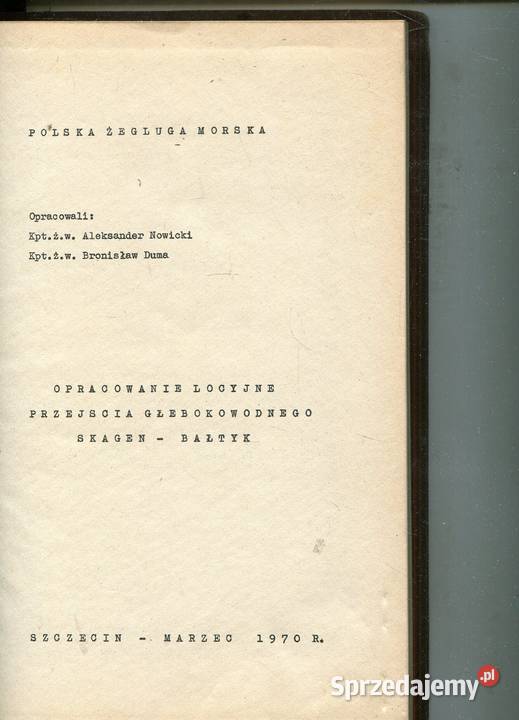 POLSKA ŻEGLUGA MORSKA
Opracowali:
Kpt.ż.w. Aleksander Nowicki
Kpt.ż.w. Bronisław Duma
OPRACOWANIE LOCYJNE
PRZEJSCIA GŁEBOKOWODNEGO
SKAGEN - BAŁTYK
SZCZECIN - MARZEC 1970 R.
Sprzedajemy.pl